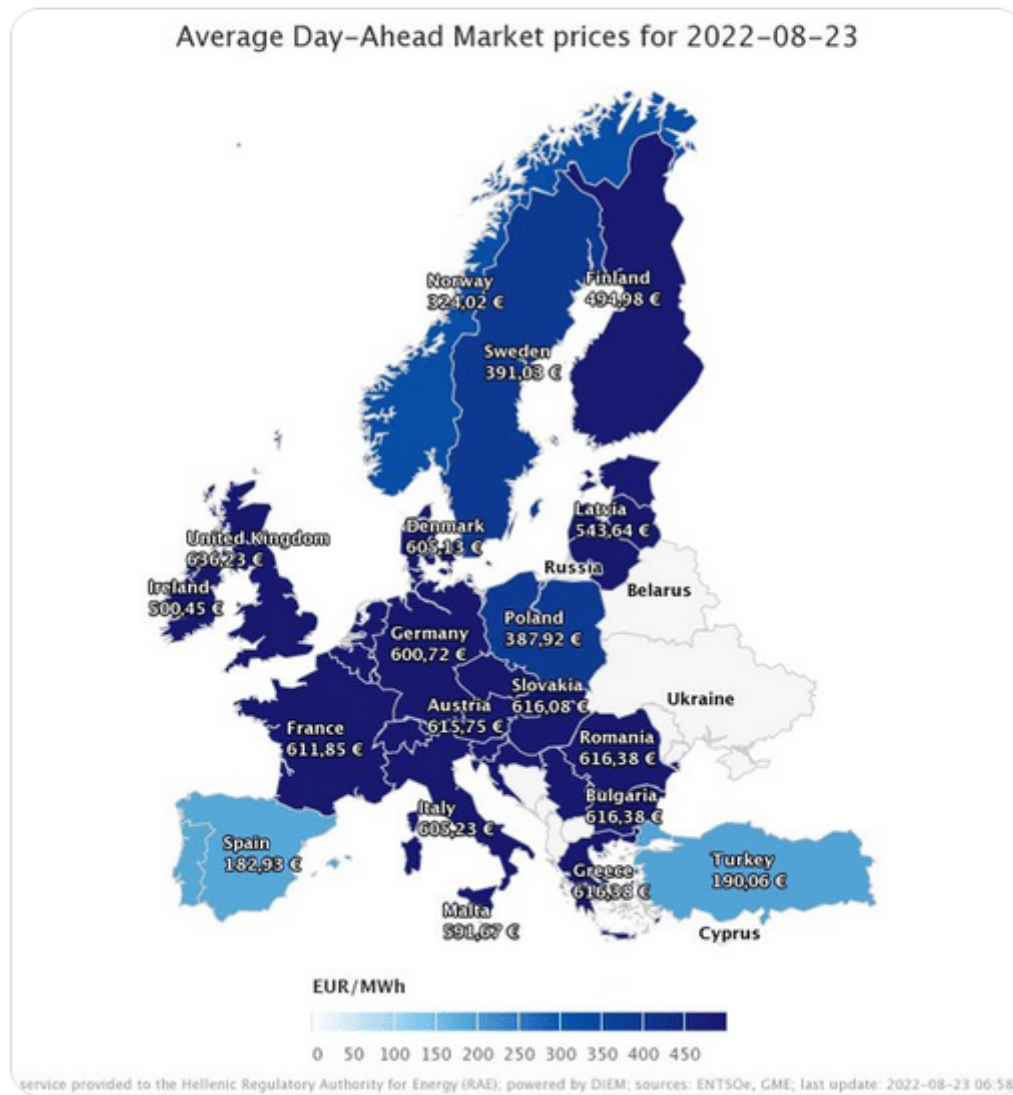 Average Day-Ahead Market prices for 2022-08-23
Norway
324,02 €
Finland
494,98 €
Sweden
391,03 €
Latvia
543,64 €
Denmark
605,13 €
United Kingdom
636,23 €
Ireland
500,45 €
Russia
Belarus
Poland
387,92 €
Germany
600,72 €
Slovakia
616,08 €
Ukraine
Austria
615,75 €
France
611,85 €
Romania
616,38 €
Bulgaria
616,38 €
Italy
605,23 €
Spain
182,93 €
Turkey
190,06 €
Greece
616,38 €
Malta
591,67 €
Cyprus
EUR/MWh
0 50 100 150 200 250 300 350 400 450
service provided to the Hellenic Regulatory Authority for Energy (RAE); powered by DIEM; sources: ENTSOe, GME; last update: 2022-08-23 06:58